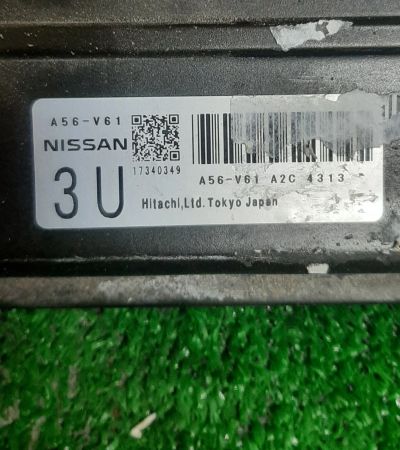 A56-V61
NISSAN
17340349
3U
A56-V61 A2C 4313
Hitachi,Ltd.Tokyo Japan